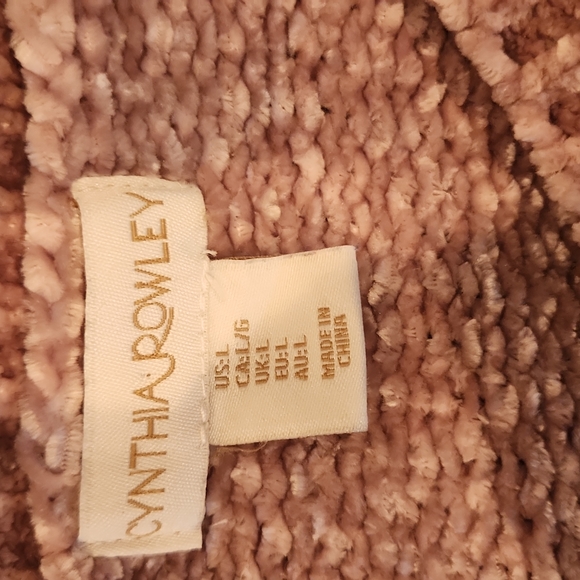 CYNTHIA ROWLEY
US:L
CA:L/G
UK:L
EU:L
AU:L
MADE IN
CHINA